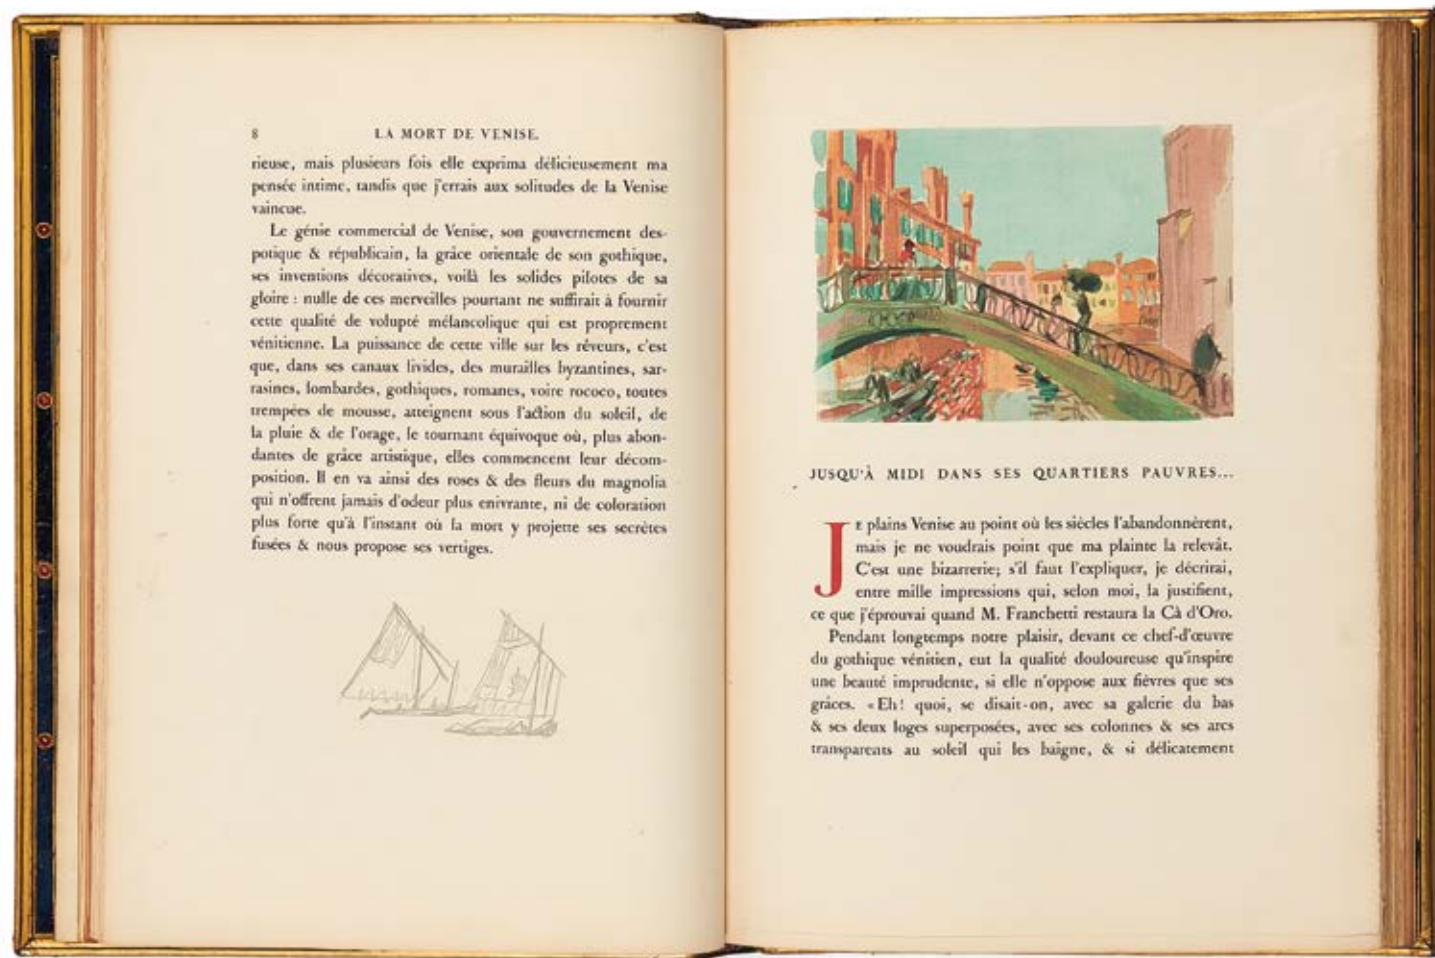 8 LA MORT DE VENISE.
rieuse, mais plusieurs fois elle exprima délicieusement ma
pensée intime, tandis que j'errais aux solitudes de la Venise
vaincue.
Le génie commercial de Venise, son gouvernement des-
potique & républicain, la grâce orientale de son gothique,
ses inventions décoratives, voilà les solides pilotes de sa
gloire : nulle de ces merveilles pourtant ne suffirait à fournir
cette qualité de volupté mélancolique qui est proprement
vénitienne. La puissance de cette ville sur les rêveurs, c'est
que, dans ses canaux livides, des murailles byzantines, sar-
rasines, lombardes, gothiques, romanes, voire rococo, toutes
trempées de mousse, atteignent sous l'action du soleil, de
la pluie & de l'orage, le tournant équivoque où, plus abon-
dantes de grâce artistique, elles commencent leur décom-
position. Il en va ainsi des roses & des fleurs du magnolia
qui n'offrent jamais d'odeur plus enivrante, ni de coloration
plus forte qu'à l'instant où la mort y projette ses secrètes
fusées & nous propose ses vertiges.
JUSQU'À MIDI DANS SES QUARTIERS PAUVRES...
JE plains Venise au point où les siècles l'abandonnèrent,
mais je ne voudrais point que ma plainte la relevât.
C'est une bizarrerie; s'il faut l'expliquer, je décrirai,
entre mille impressions qui, selon moi, la justifient,
ce que j'éprouvai quand M. Franchetti restaura la Cà d'Oro.
Pendant longtemps notre plaisir, devant ce chef-d'œuvre
du gothique vénitien, eut la qualité douloureuse qu'inspire
une beauté imprudente, si elle n'oppose aux fièvres que ses
grâces. «Eh! quoi, se disait-on, avec sa galerie du bas
& ses deux loges superposées, avec ses colonnes & ses arcs
transparents au soleil qui les baigne, & si délicatement